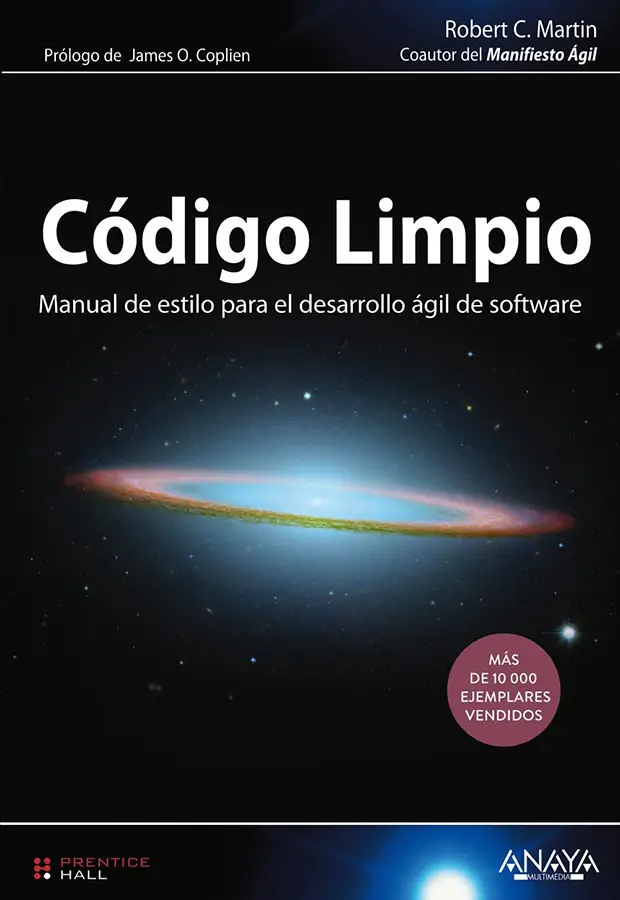 Robert C. Martin
Prólogo de James O. Coplien
Coautor del Manifiesto Ágil
Código Limpio
Manual de estilo para el desarrollo ágil de software
MÁS
DE 10 000
EJEMPLARES
VENDIDOS
PRENTICE
HALL
ANAYA
MULTIMEDIA